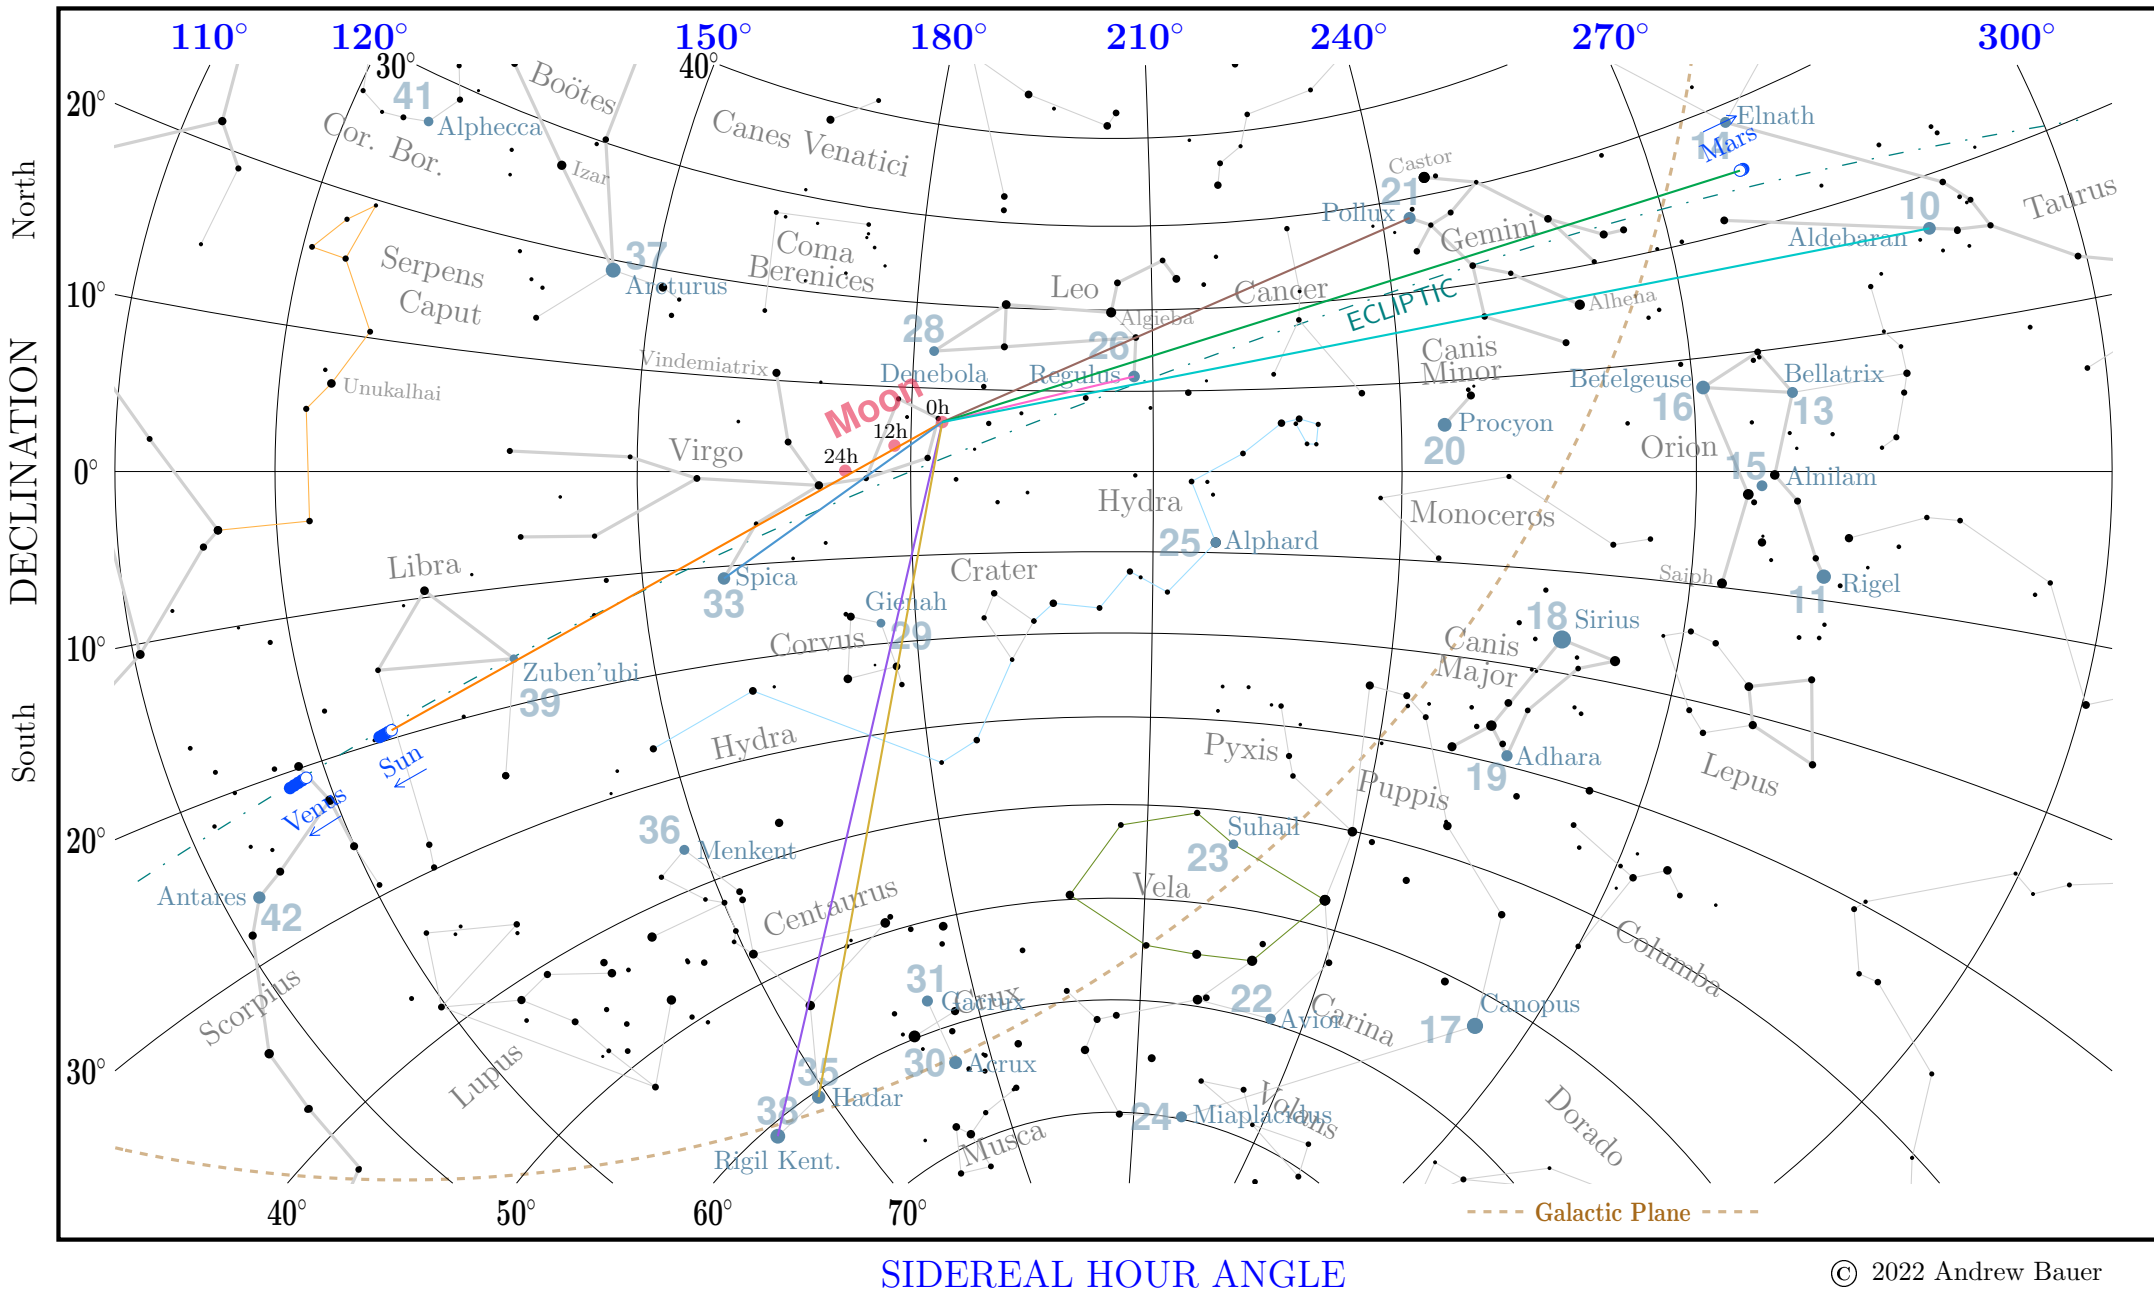 110° 120° 150° 180° 210° 240° 270° 300°
30° 40°
20°
10°
0°
10°
20°
30°
40° 50° 60° 70°
North
DECLINATION
South
41
Alphecca
Cor. Bor.
Boötes
Izar
Canes Venatici
Castor
21
Pollux
Gemini
Elnath
14
Mars
10
Aldebaran
Taurus
Serpens
Caput
37
Arcturus
Coma
Berenices
Leo
Algieba
Cancer
ECLIPTIC
Alhena
Unukalhai
Vindemiatrix
28
Denebola
26
Regulus
Canis
Minor
Betelgeuse
16
Bellatrix
13
Moon
0h
12h
24h
Procyon
20
Orion
Virgo
Hydra
Monoceros
15
Alnilam
Libra
Spica
33
Crater
25
Alphard
Saiph
11
Rigel
Gienah
29
Corvus
18
Sirius
Canis
Major
Zuben'ubi
39
Hydra
Pyxis
Puppis
Adhara
19
Lepus
Sun
Venus
36
Menkent
Suhail
23
Vela
Antares
42
Centaurus
Columba
Scorpius
31
Gacrux
Crux
22
Avior
Carina
Canopus
17
Lupus
35
Hadar
30
Acrux
38
Rigil Kent.
Musca
24
Miaplacidus
Volans
Dorado
Galactic Plane
SIDEREAL HOUR ANGLE
© 2022 Andrew Bauer